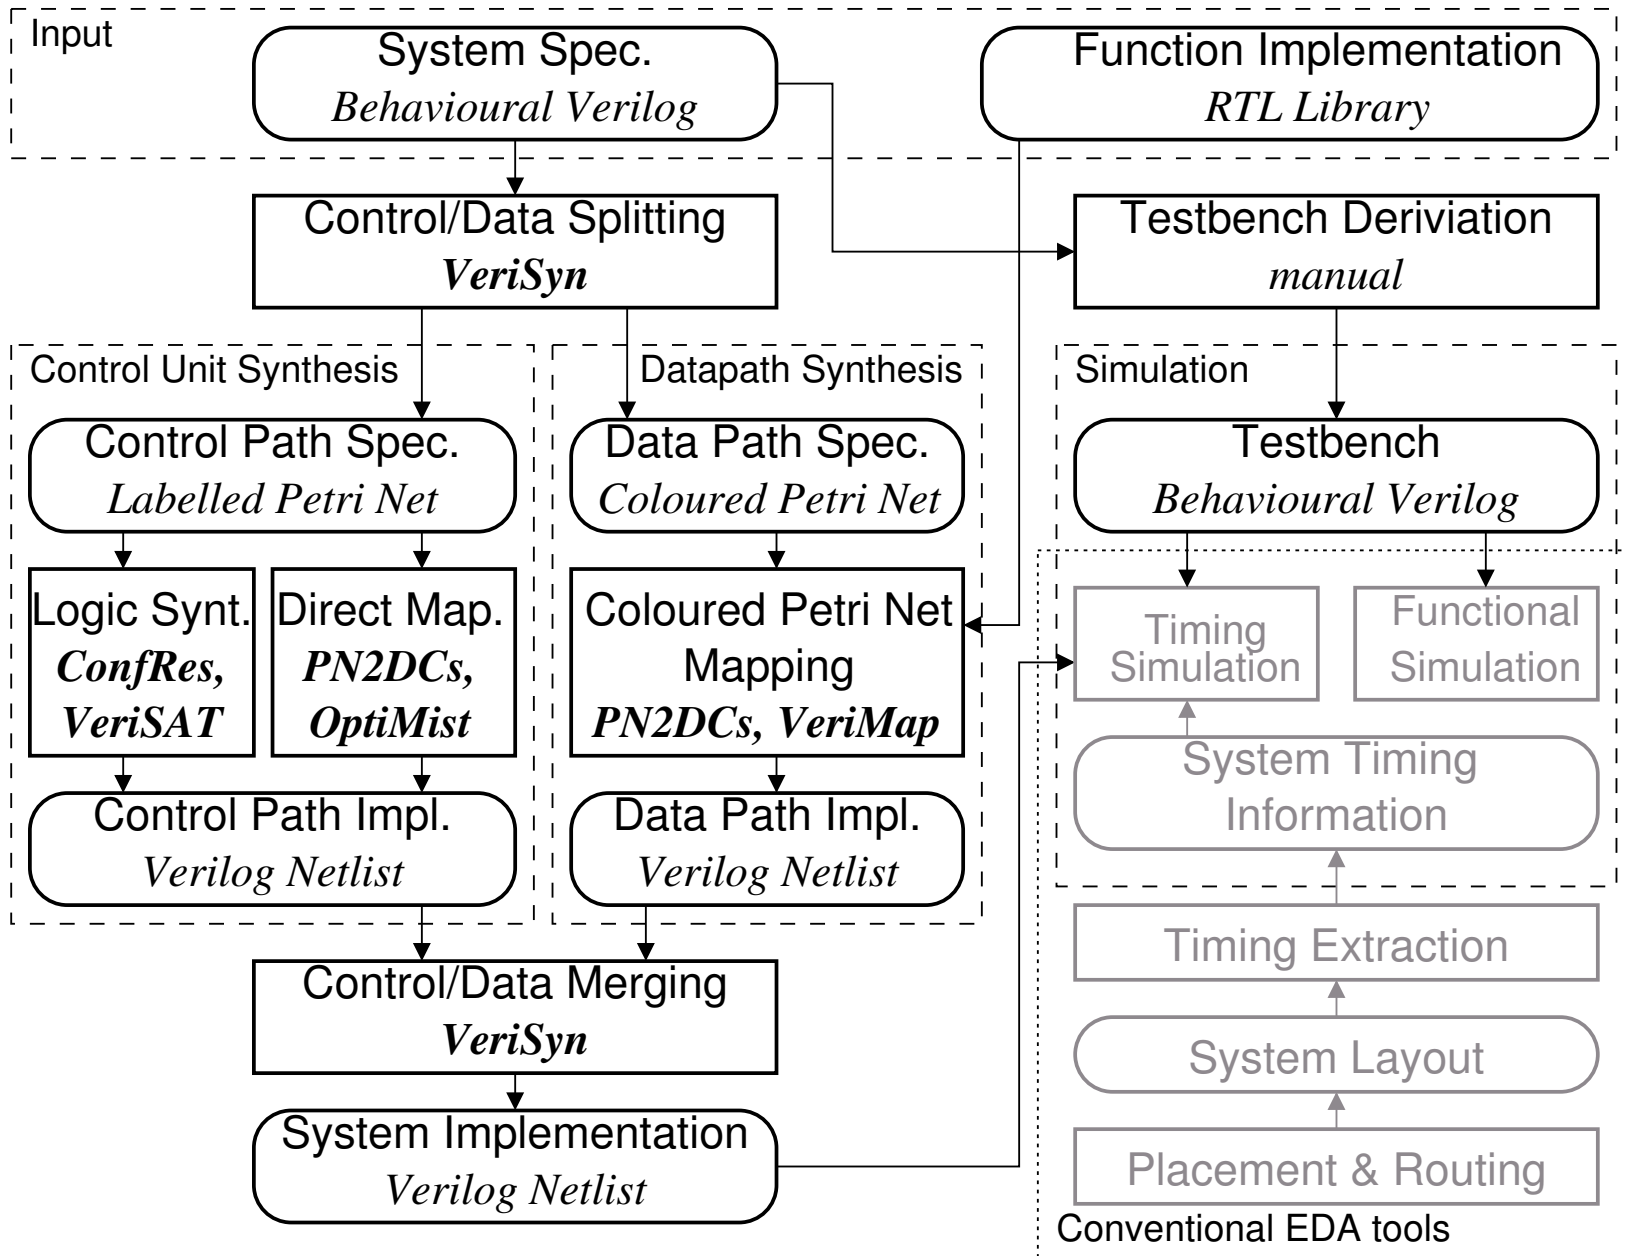 Input
System Spec.
Behavioural Verilog
Function Implementation
RTL Library
Control/Data Splitting
VeriSyn
Testbench Deriviation
manual
Control Unit Synthesis
Datapath Synthesis
Simulation
Control Path Spec.
Labelled Petri Net
Data Path Spec.
Coloured Petri Net
Testbench
Behavioural Verilog
Logic Synt.
ConfRes,
VeriSAT
Direct Map.
PN2DCs,
OptiMist
Coloured Petri Net
Mapping
PN2DCs, VeriMap
Timing
Simulation
Functional
Simulation
System Timing
Information
Control Path Impl.
Verilog Netlist
Data Path Impl.
Verilog Netlist
Timing Extraction
Control/Data Merging
VeriSyn
System Layout
System Implementation
Verilog Netlist
Placement & Routing
Conventional EDA tools